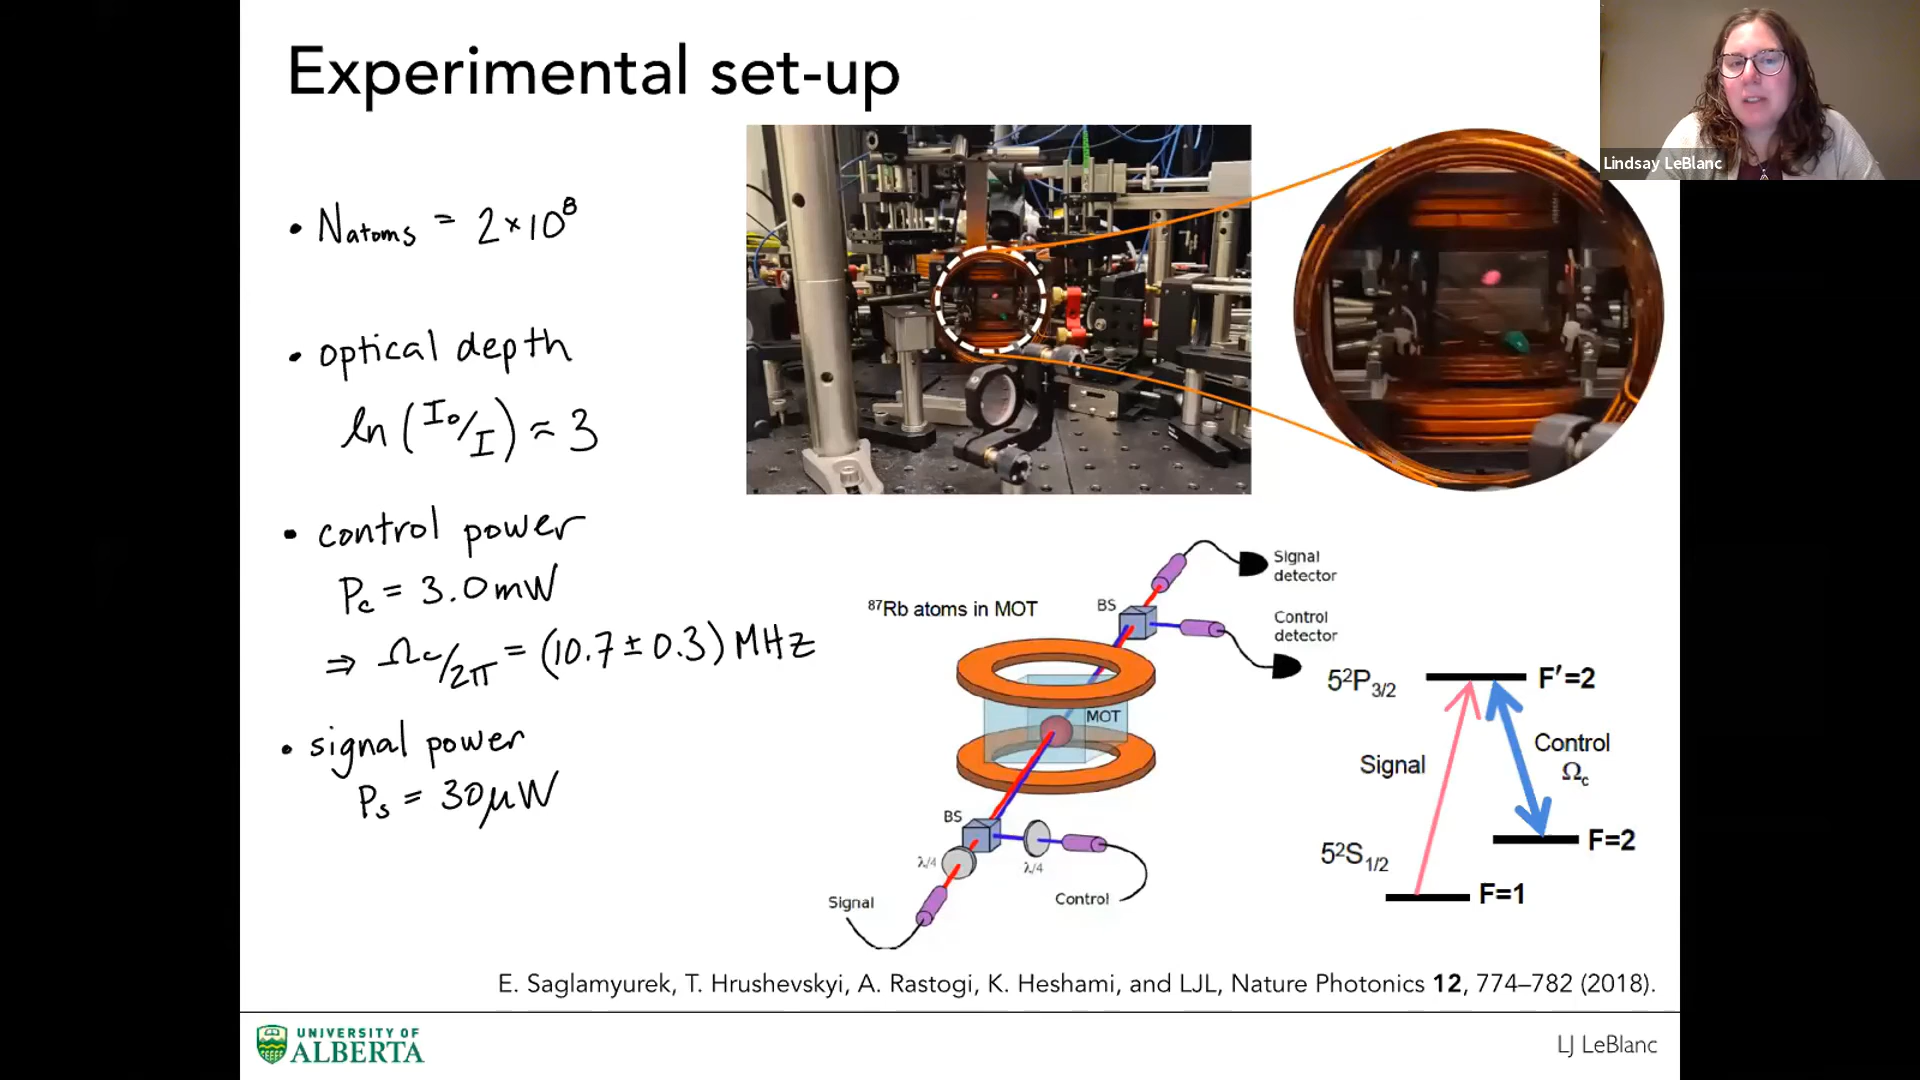 Experimental set-up
Lindsay LeBlanc
• Natoms = 2×10⁸
• optical depth
ln (I₀/I) ≈ 3
• control power
Pc = 3.0mW
⇒ Ωc/2π = (10.7 ± 0.3) MHz
• signal power
Ps = 30μW
⁸⁷Rb atoms in MOT
BS
Signal
detector
Control
detector
MOT
BS
λ/4
λ/4
Signal
Control
5²P₃/₂
F′=2
Signal
Control
Ωc
5²S₁/₂
F=2
F=1
E. Saglamyurek, T. Hrushevskyi, A. Rastogi, K. Heshami, and LJL, Nature Photonics 12, 774–782 (2018).
UNIVERSITY OF
ALBERTA
LJ LeBlanc